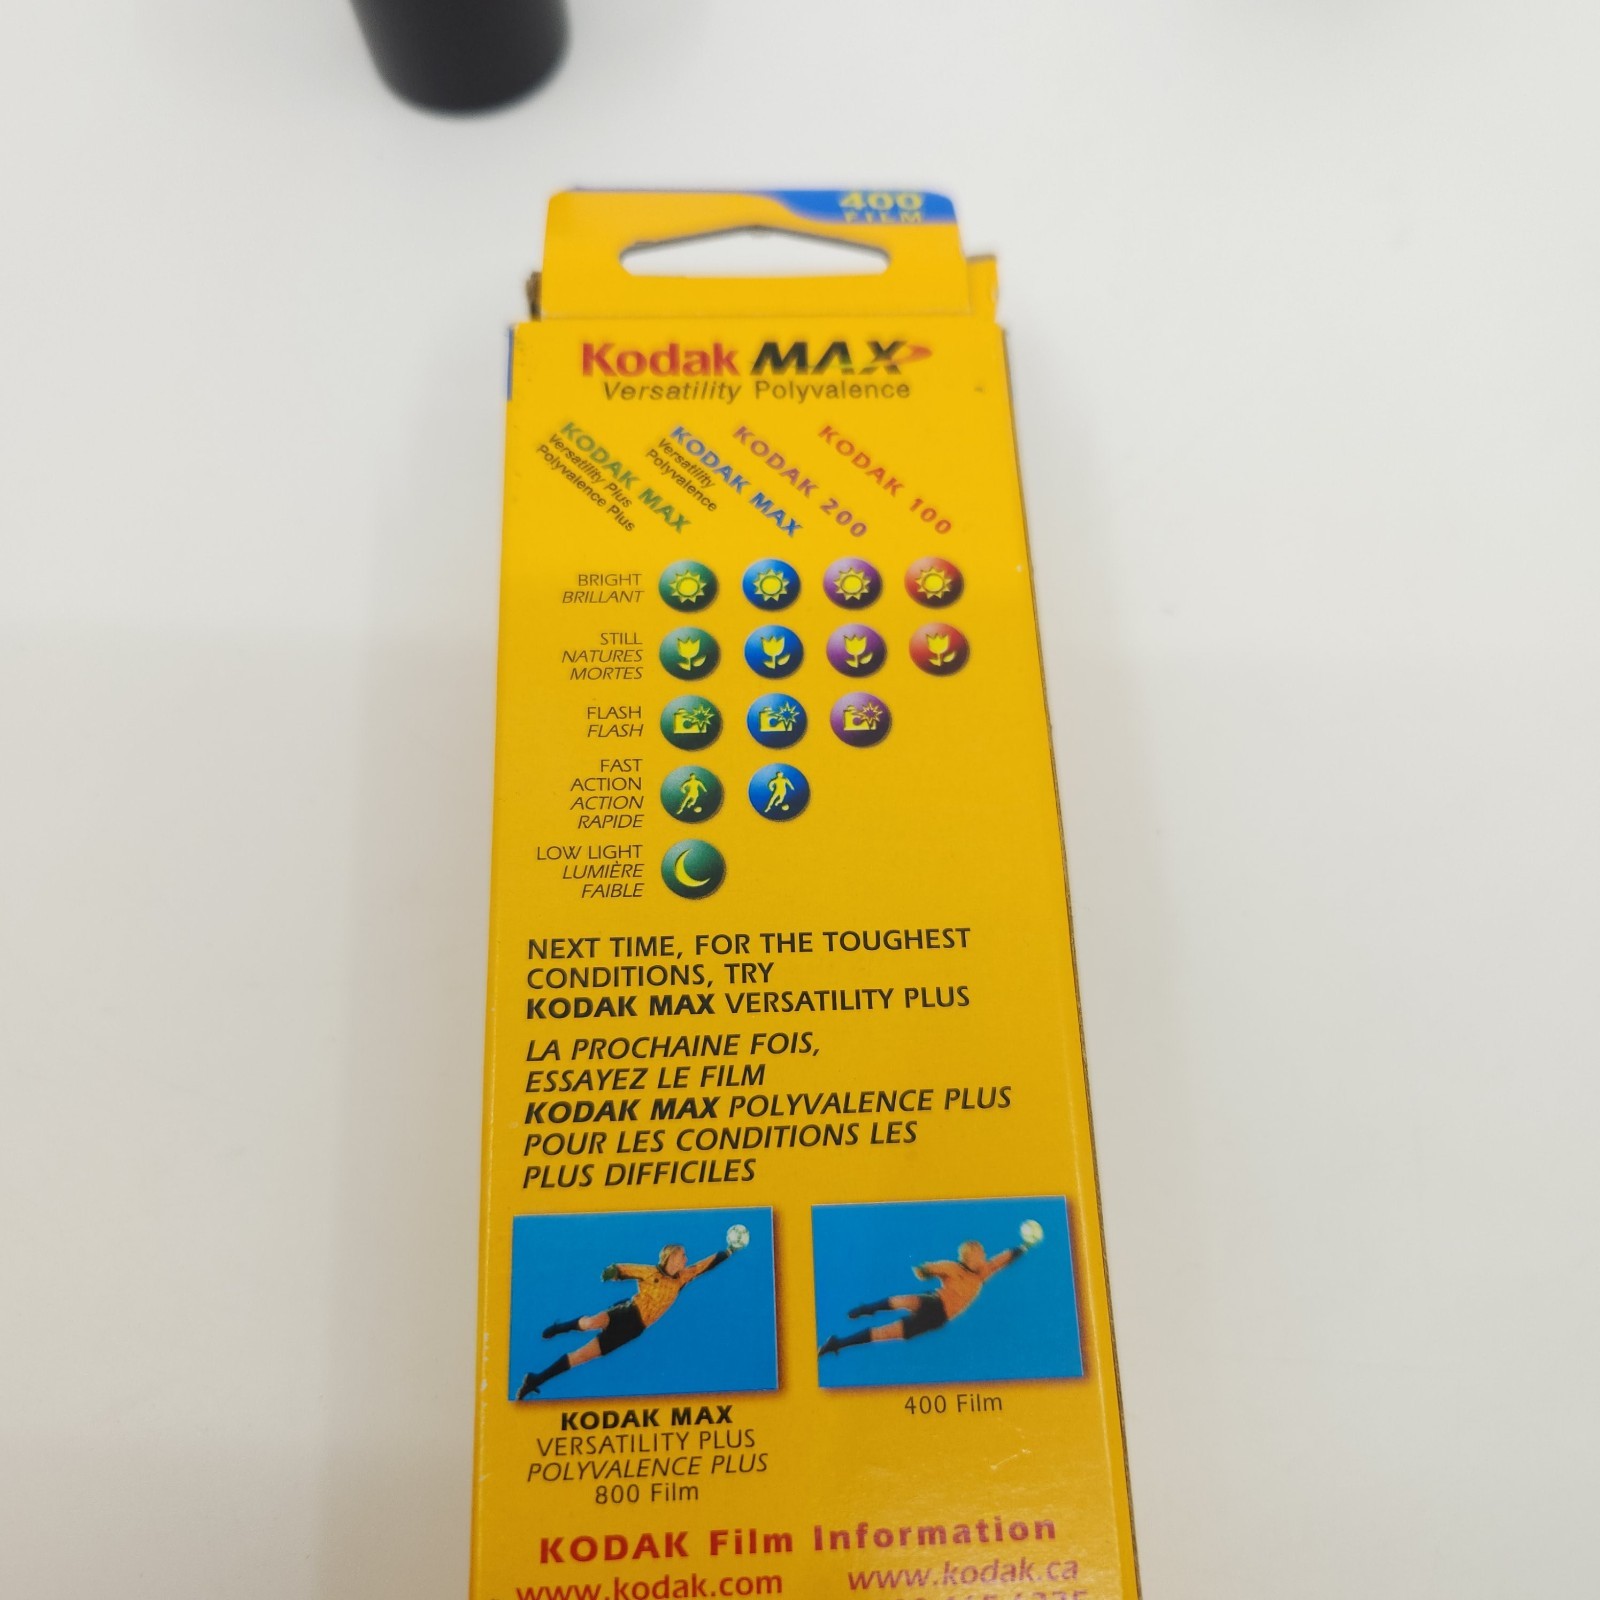 400
FILM
Kodak MAX
Versatility Polyvalence
KODAK MAX
Versatility Plus
Polyvalence Plus
KODAK MAX
Versatility
Polyvalence
KODAK 200
KODAK 100
BRIGHT
BRILLANT
STILL
NATURES
MORTES
FLASH
FLASH
FAST
ACTION
ACTION
RAPIDE
LOW LIGHT
LUMIÈRE
FAIBLE
NEXT TIME, FOR THE TOUGHEST
CONDITIONS, TRY
KODAK MAX VERSATILITY PLUS
LA PROCHAINE FOIS,
ESSAYEZ LE FILM
KODAK MAX POLYVALENCE PLUS
POUR LES CONDITIONS LES
PLUS DIFFICILES
KODAK MAX
VERSATILITY PLUS
POLYVALENCE PLUS
800 Film
400 Film
KODAK Film Information
www.kodak.com www.kodak.ca